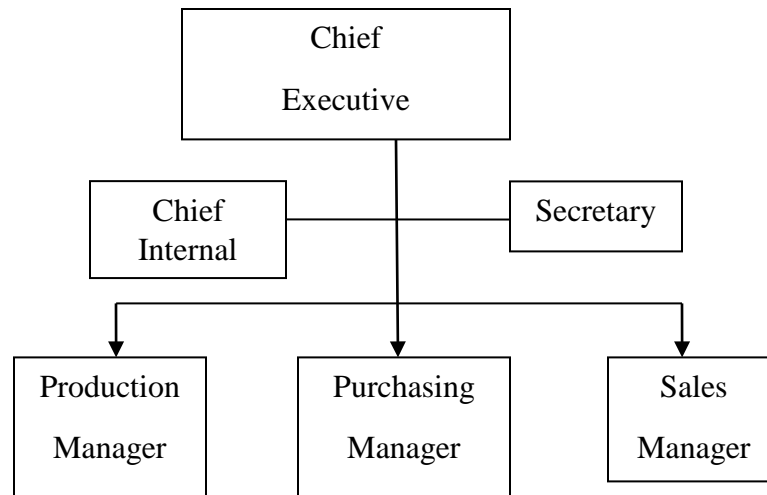 Chief
Executive
Chief
Internal
Secretary
Production
Manager
Purchasing
Manager
Sales
Manager